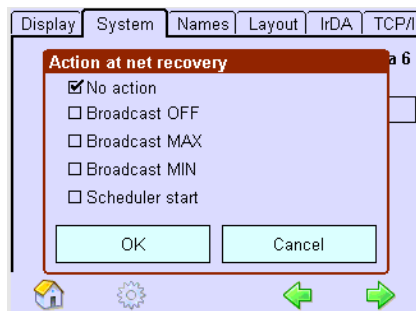 Display System Names Layout IrDA TCP/I
Action at net recovery
a 6
No action
Broadcast OFF
Broadcast MAX
Broadcast MIN
Scheduler start
OK Cancel